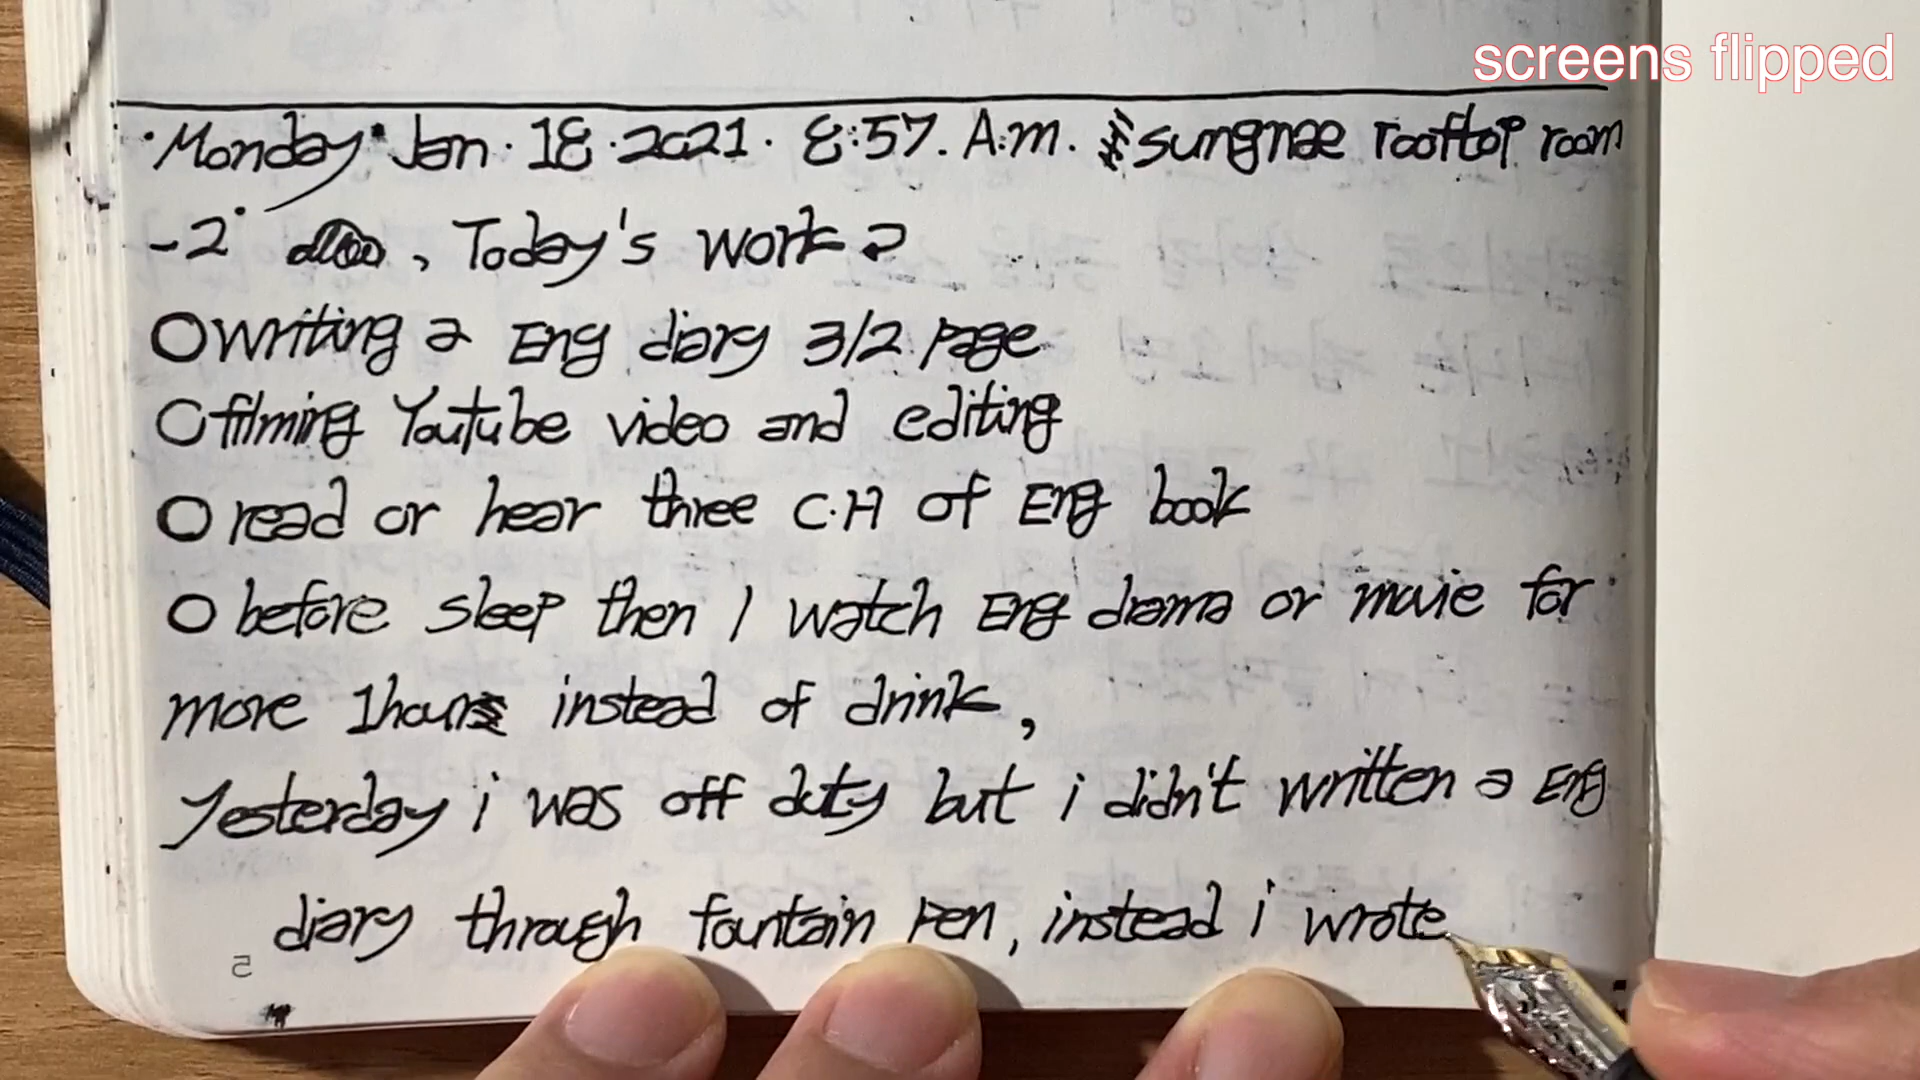 screens flipped
·Monday· Jan · 18 · 2021 · 8:57. A.m. sungnae rooftop room
-2° , Today's work
○writing a Eng diary 3/2 page
○filming Youtube video and editing
○ read or hear three C.H of Eng book
○ before sleep then I watch Eng drama or movie for
more 1hour instead of drink,
Yesterday i was off duty but i didn't written a Eng
diary through fountain pen, instead i wrote
5